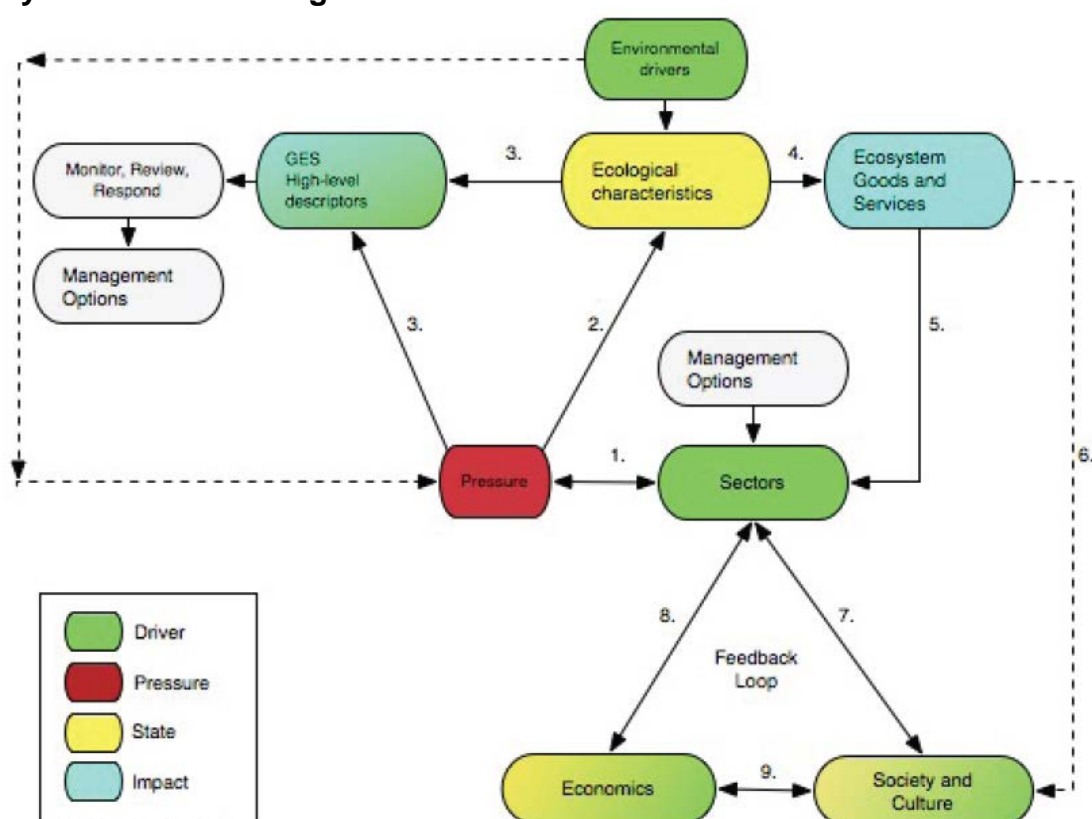 Environmental
drivers
Monitor, Review,
Respond
GES
High-level
descriptors
3.
Ecological
characteristics
4.
Ecosystem
Goods and
Services
Management
Options
3.
2.
5.
Management
Options
Pressure
1.
Sectors
6.
8.
7.
Feedback
Loop
Economics
9.
Society and
Culture
Driver
Pressure
State
Impact